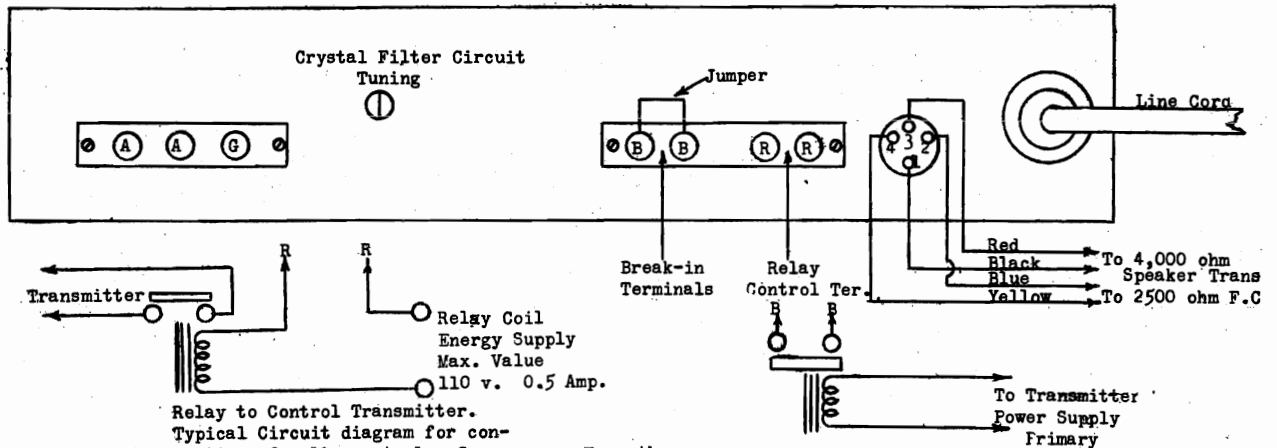 Crystal Filter Circuit
Tuning
Jumper
Line Cord
A A G
B B R R
3
4 2
1
Red
Black
Blue
Yellow
To 4,000 ohm
Speaker Trans
To 2500 ohm F.C
Break-in
Terminals
Relay
Control Ter.
R R
B B
Transmitter
Relay Coil
Energy Supply
Max. Value
110 v. 0.5 Amp.
Relay to Control Transmitter.
Typical Circuit diagram for con-
To Transmitter
Power Supply
Frimary